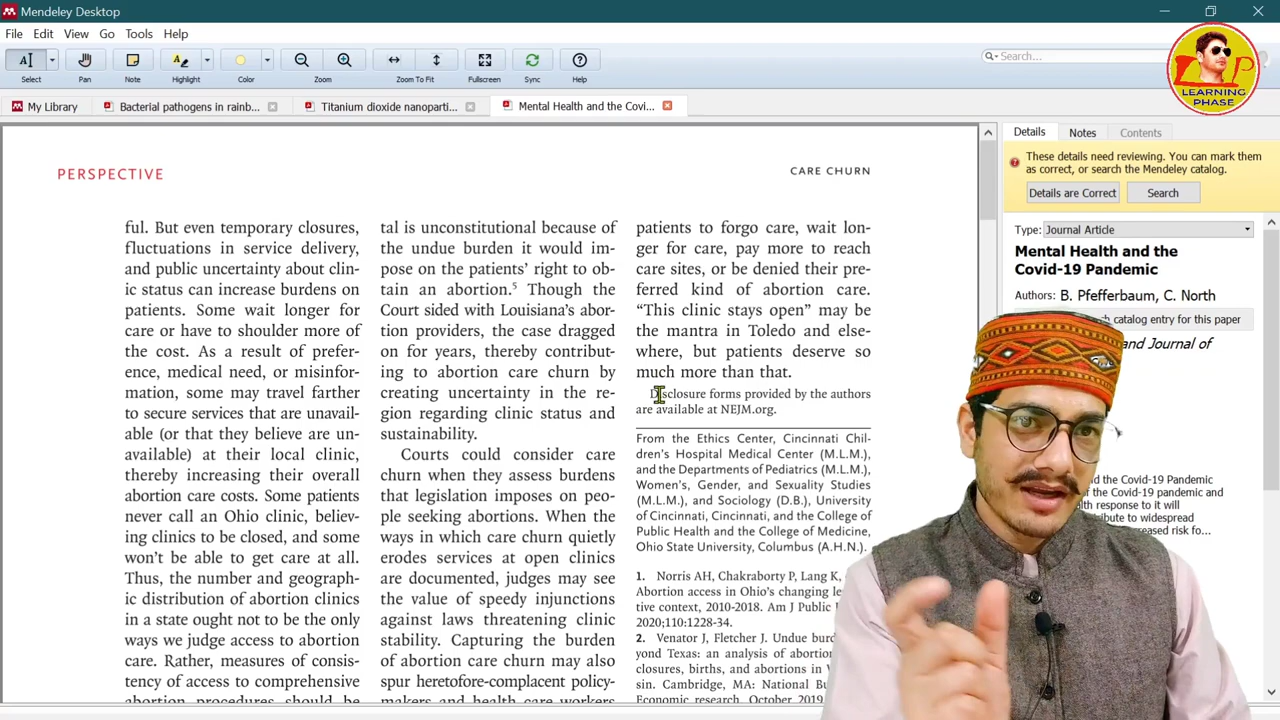 Mendeley Desktop
File Edit View Go Tools Help
Search...
Select Pan Note Highlight Color Zoom Zoom To Fit Fullscreen Sync Help
LEARNING
PHASE
My Library Bacterial pathogens in rainb... Titanium dioxide nanoparti... Mental Health and the Covi...
PERSPECTIVE
CARE CHURN
ful. But even temporary closures,
fluctuations in service delivery,
and public uncertainty about clin-
ic status can increase burdens on
patients. Some wait longer for
care or have to shoulder more of
the cost. As a result of prefer-
ence, medical need, or misinfor-
mation, some may travel farther
to secure services that are unavail-
able (or that they believe are un-
available) at their local clinic,
thereby increasing their overall
abortion care costs. Some patients
never call an Ohio clinic, believ-
ing clinics to be closed, and some
won't be able to get care at all.
Thus, the number and geograph-
ic distribution of abortion clinics
in a state ought not to be the only
ways we judge access to abortion
care. Rather, measures of consis-
tency of access to comprehensive
abortion procedures should be
tal is unconstitutional because of
the undue burden it would im-
pose on the patients' right to ob-
tain an abortion.5 Though the
Court sided with Louisiana's abor-
tion providers, the case dragged
on for years, thereby contribut-
ing to abortion care churn by
creating uncertainty in the re-
gion regarding clinic status and
sustainability.
Courts could consider care
churn when they assess burdens
that legislation imposes on peo-
ple seeking abortions. When the
ways in which care churn quietly
erodes services at open clinics
are documented, judges may see
the value of speedy injunctions
against laws threatening clinic
stability. Capturing the burden
of abortion care churn may also
spur heretofore-complacent policy-
makers and health care workers
patients to forgo care, wait lon-
ger for care, pay more to reach
care sites, or be denied their pre-
ferred kind of abortion care.
“This clinic stays open” may be
the mantra in Toledo and else-
where, but patients deserve so
much more than that.
Disclosure forms provided by the authors
are available at NEJM.org.
From the Ethics Center, Cincinnati Chil-
dren's Hospital Medical Center (M.L.M.),
and the Departments of Pediatrics (M.L.M.),
Women's, Gender, and Sexuality Studies
(M.L.M.), and Sociology (D.B.), University
of Cincinnati, Cincinnati, and the College of
Public Health and the College of Medicine,
Ohio State University, Columbus (A.H.N.).
1. Norris AH, Chakraborty P, Lang K,
Abortion access in Ohio's changing
tive context, 2010-2018. Am J Public
2020;110:1228-34.
2. Venator J, Fletcher J. Undue
yond Texas: an analysis of
closures, births, and abortions in
sin. Cambridge, MA: National
Economic research. October 2019
Details Notes Contents
These details need reviewing. You can mark them
as correct, or search the Mendeley catalog.
Details are Correct Search
Type: Journal Article
Mental Health and the
Covid-19 Pandemic
Authors: B. Pfefferbaum, C. North
catalog entry for this paper
and Journal of
the Covid-19 Pandemic
the Covid-19 pandemic and
response to it will
to widespread
risk fo...